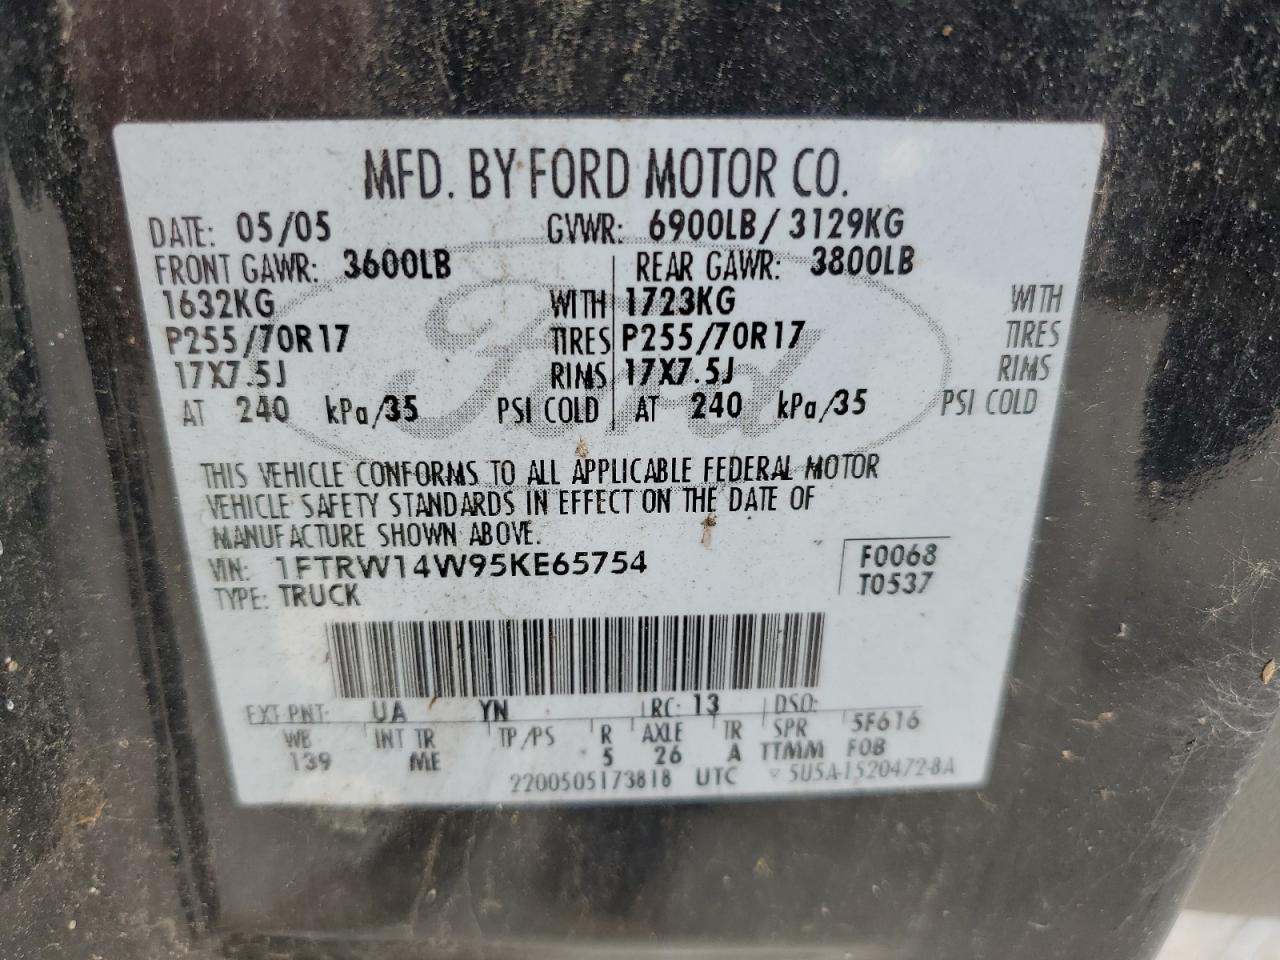 MFD. BY FORD MOTOR CO.
DATE: 05/05 GVWR: 6900LB/ 3129KG
FRONT GAWR: 3600LB REAR GAWR: 3800LB
1632KG WITH 1723KG WITH
P255/70R17 TIRES P255/70R17 TIRES
17X7.5J RIMS 17X7.5J RIMS
AT 240 kPa/35 PSI COLD AT 240 kPa/35 PSI COLD
Ford
THIS VEHICLE CONFORMS TO ALL APPLICABLE FEDERAL MOTOR
VEHICLE SAFETY STANDARDS IN EFFECT ON THE DATE OF
MANUFACTURE SHOWN ABOVE.
VIN: 1FTRW14W95KE65754 F0068
TYPE: TRUCK T0537
EXT PNT: UA YN RC: 13 DSO:
WB INT TR TP/PS R AXLE TR SPR 5F616
139 ME 5 26 A TTMM FOB
2200505173818 UTC 5U5A-1520472-BA